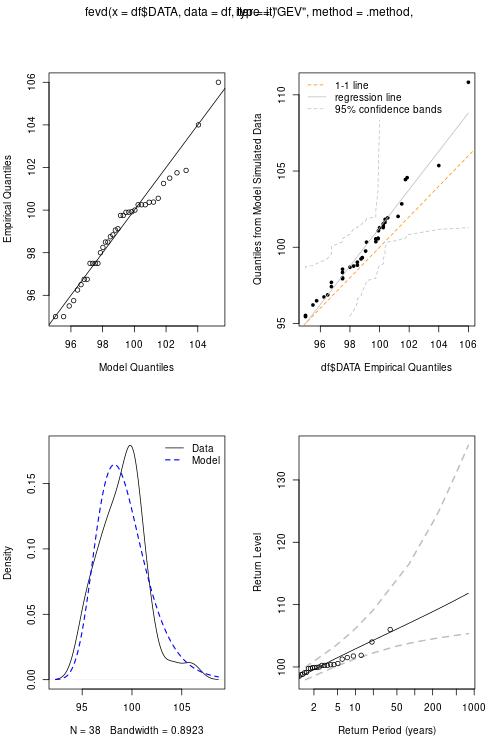 fevd(x = df$DATA, data = df, type = "GEV", method = .method,
106
104
102
100
98
96
Empirical Quantiles
96 98 100 102 104
Model Quantiles
1-1 line
regression line
95% confidence bands
110
105
100
95
Quantiles from Model Simulated Data
96 98 100 102 104 106
df$DATA Empirical Quantiles
Data
Model
0.15
0.10
0.05
0.00
Density
95 100 105
N = 38 Bandwidth = 0.8923
130
120
110
100
Return Level
2 5 10 50 200 1000
Return Period (years)